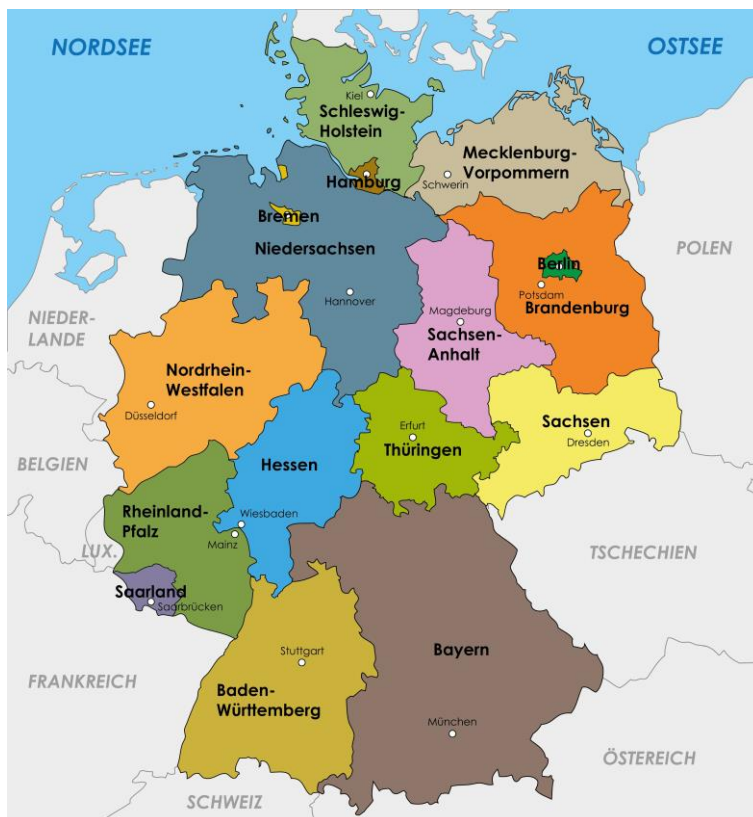 NORDSEE
OSTSEE
Kiel
Schleswig-
Holstein
Mecklenburg-
Vorpommern
Schwerin
Hamburg
Bremen
Niedersachsen
Hannover
Berlin
Potsdam
Brandenburg
POLEN
Magdeburg
Sachsen-
Anhalt
NIEDER-
LANDE
Nordrhein-
Westfalen
Düsseldorf
Sachsen
Dresden
Erfurt
Thüringen
Hessen
BELGIEN
Rheinland-
Pfalz
Wiesbaden
Mainz
LUX.
TSCHECHIEN
Saarland
Saarbrücken
Stuttgart
Bayern
FRANKREICH
Baden-
Württemberg
München
ÖSTERREICH
SCHWEIZ